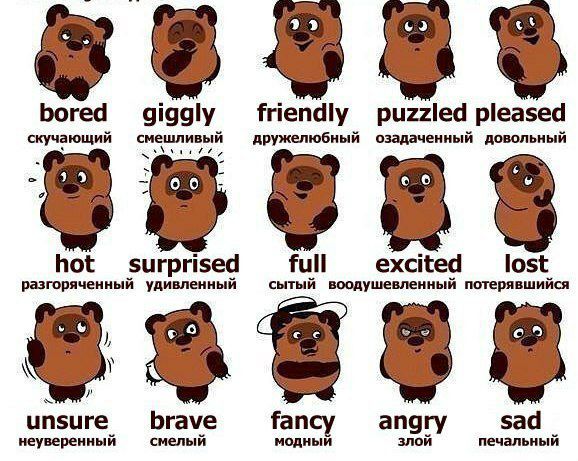 bored giggly friendly puzzled pleased
скучающий смешливый дружелюбный озадаченный довольный
hot surprised full excited lost
разгоряченный удивленный сытый воодушевленный потерявшийся
unsure brave fancy angry sad
неуверенный смелый модный злой печальный